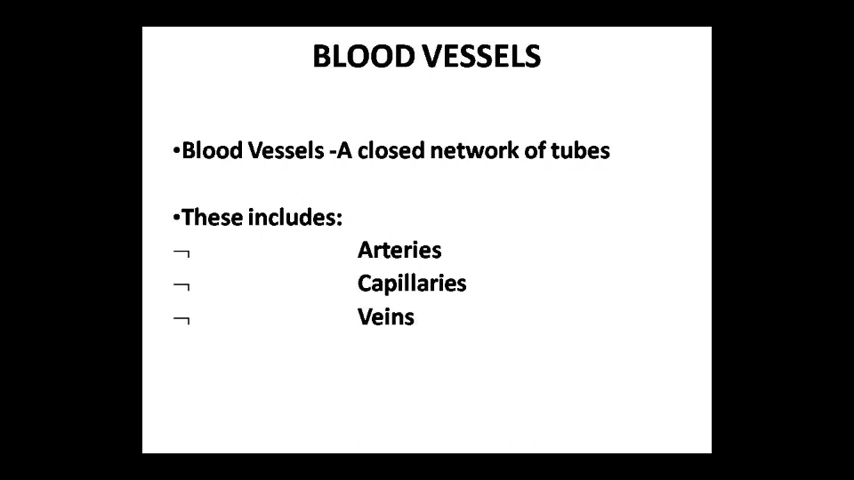 BLOOD VESSELS
•Blood Vessels -A closed network of tubes
•These includes:
¬ Arteries
¬ Capillaries
¬ Veins